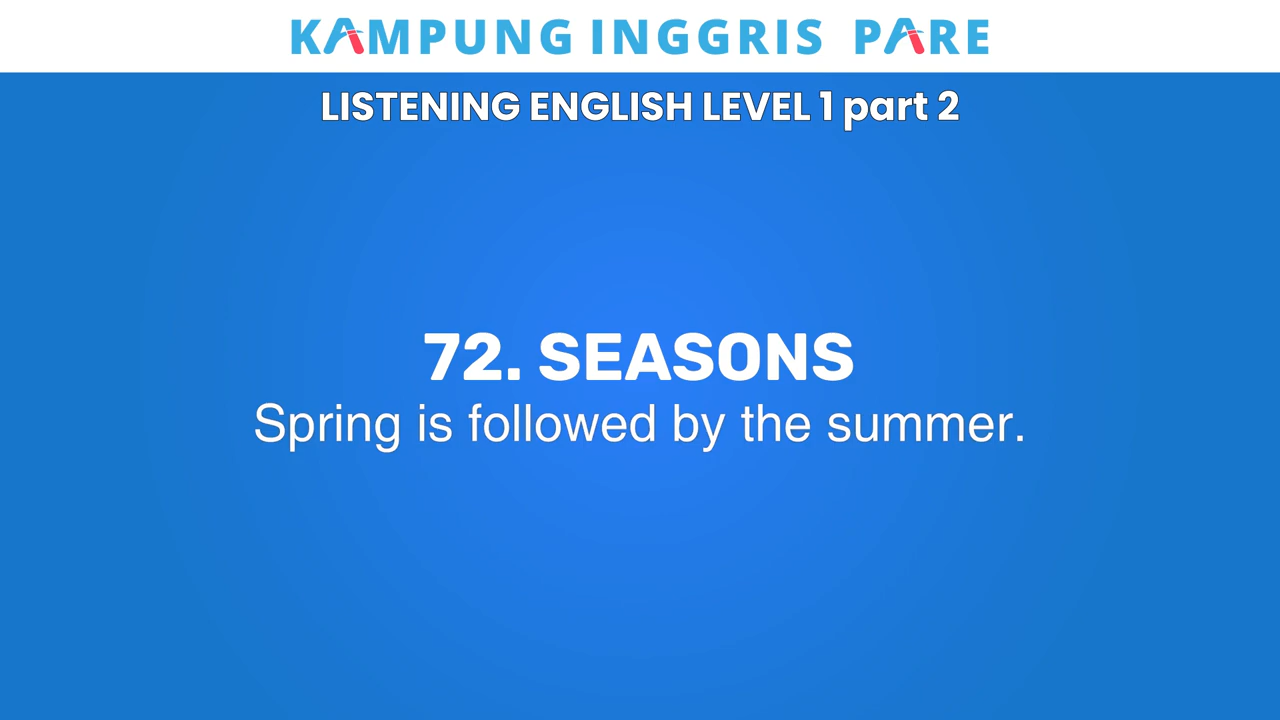 KAMPUNG INGGRIS PARE
LISTENING ENGLISH LEVEL 1 part 2
72. SEASONS
Spring is followed by the summer.